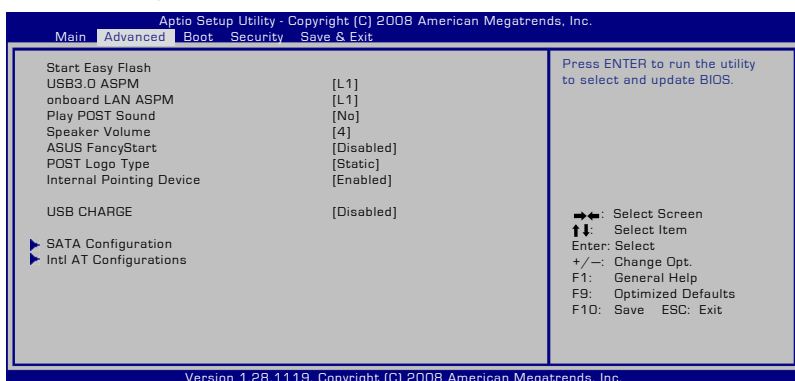 Aptio Setup Utility - Copyright (C) 2008 American Megatrends, Inc.
Main Advanced Boot Security Save & Exit
Start Easy Flash
USB3.0 ASPM [L1]
onboard LAN ASPM [L1]
Play POST Sound [No]
Speaker Volume [4]
ASUS FancyStart [Disabled]
POST Logo Type [Static]
Internal Pointing Device [Enabled]
USB CHARGE [Disabled]
SATA Configuration
Intl AT Configurations
Press ENTER to run the utility
to select and update BIOS.
→←: Select Screen
↑↓: Select Item
Enter: Select
+/—: Change Opt.
F1: General Help
F9: Optimized Defaults
F10: Save ESC: Exit
Version 1.28.1119. Copyright (C) 2008 American Megatrends, Inc.